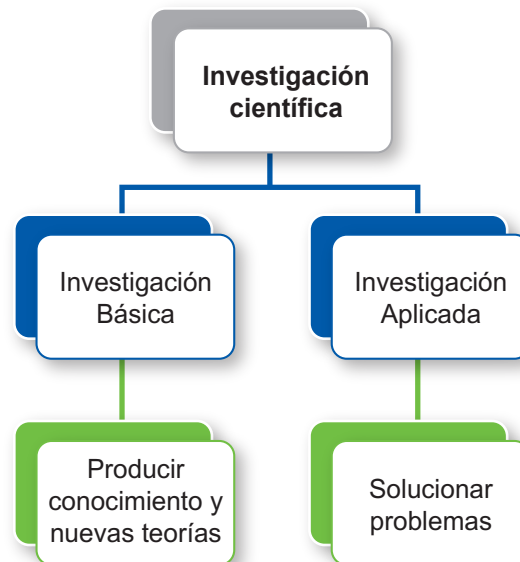 Investigación
científica
Investigación
Básica
Investigación
Aplicada
Producir
conocimiento y
nuevas teorías
Solucionar
problemas